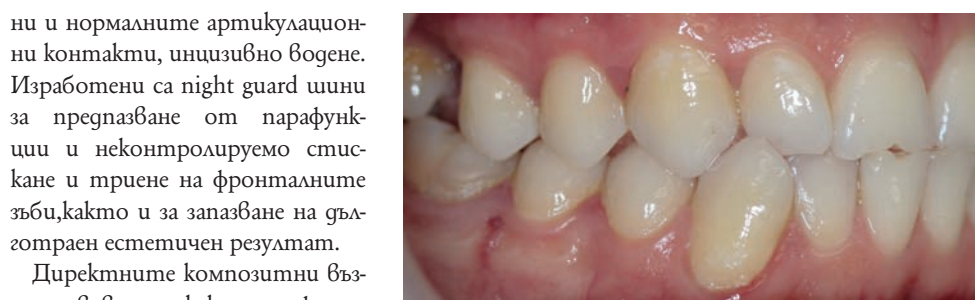 ни и нормалните артикулацион-
ни контакти, инцизивно водене.
Изработени са night guard шини
за предпазване от парафунк-
ции и неконтролируемо стис-
кане и триене на фронталните
зъби,както и за запазване на дъл-
готраен естетичен резултат.
Директните композитни въз-